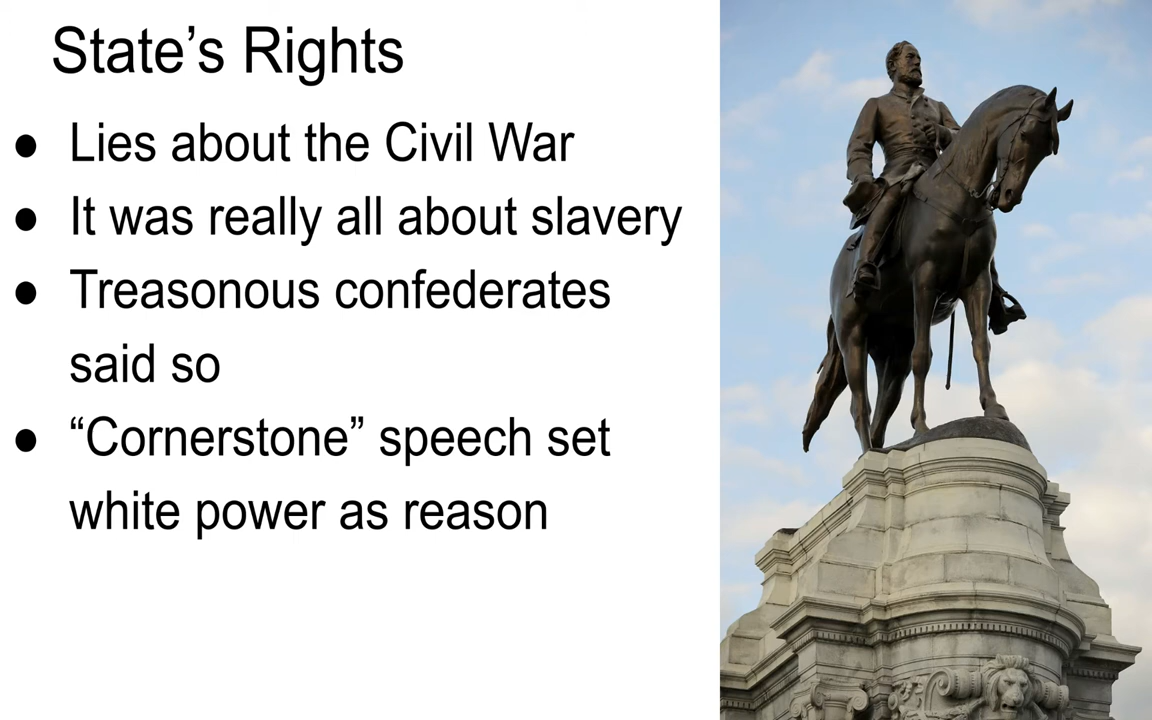 State’s Rights
● Lies about the Civil War
● It was really all about slavery
● Treasonous confederates
said so
● “Cornerstone” speech set
white power as reason